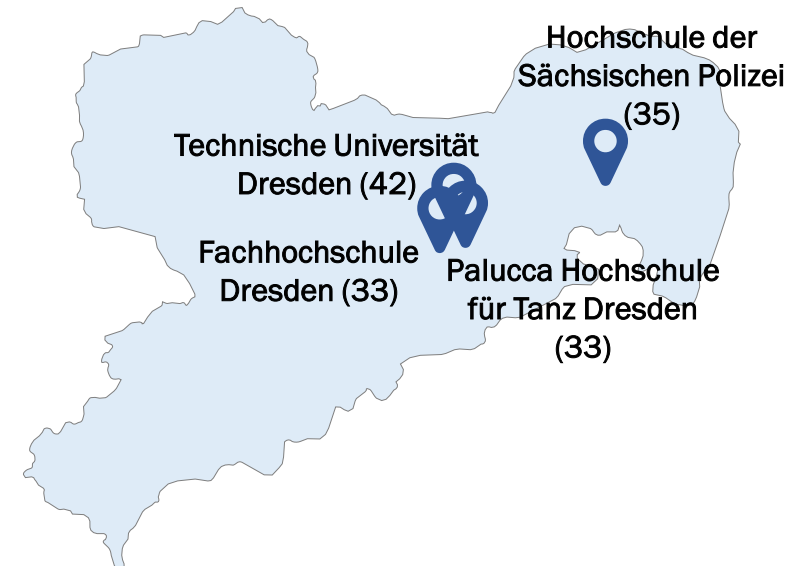 Hochschule der
Sächsischen Polizei
(35)
Technische Universität
Dresden (42)
Fachhochschule
Dresden (33)
Palucca Hochschule
für Tanz Dresden
(33)